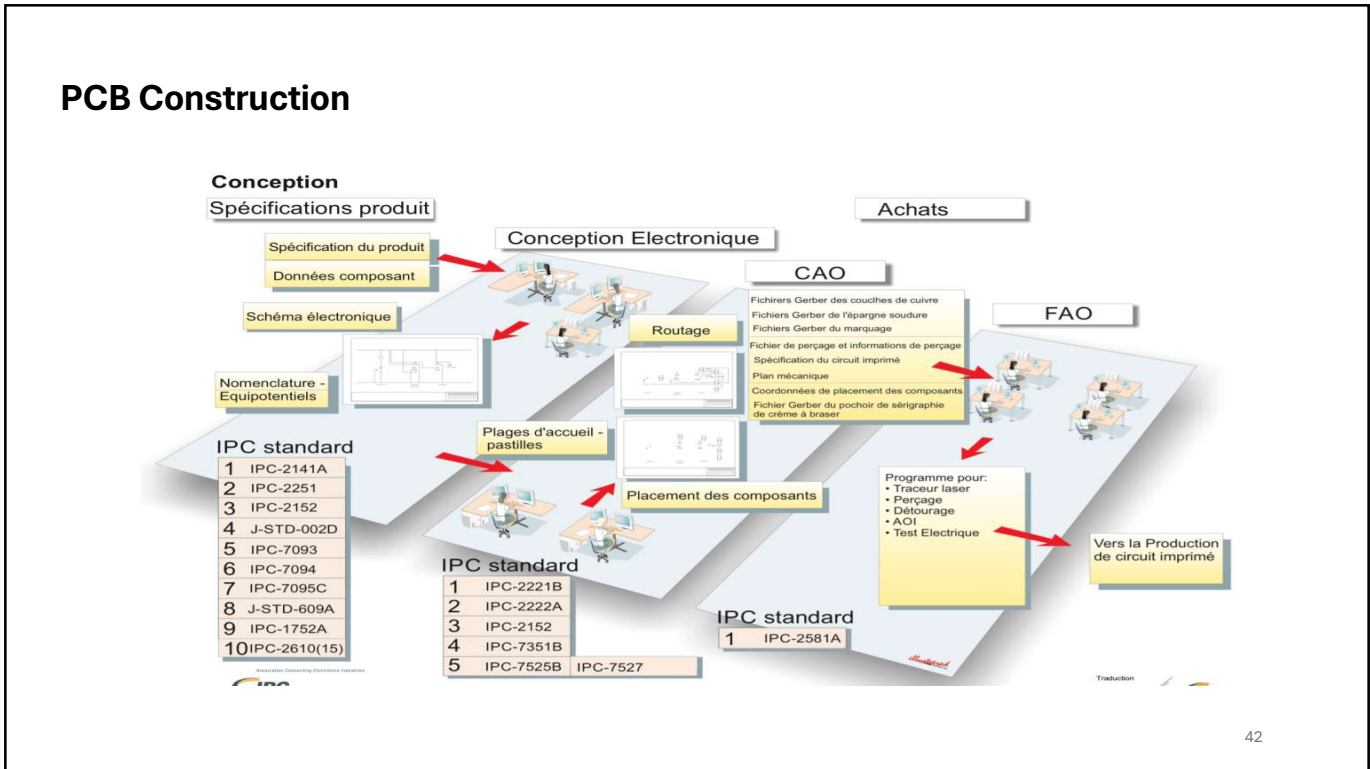 PCB Construction
Conception
Spécifications produit
Achats
Spécification du produit
Données composant
Conception Electronique
CAO
FAO
Schéma électronique
Nomenclature -
Equipotentiels
Routage
Fichirers Gerber des couclhes de cuivre
Fichiers Gerber de l'épargne soudure
Fichiers Gerber du marquage
Fichier de perçage et informations de perçage
Spécification du circuit imprimé
Plan mécanique
Coordonnées de placement des composants
Fichier Gerber du pochoir de sérigraphie
de crème à braser
Plages d'accueil -
pastilles
Placement des composants
IPC standard
1 IPC-2141A
2 IPC-2251
3 IPC-2152
4 J-STD-002D
5 IPC-7093
6 IPC-7094
7 IPC-7095C
8 J-STD-609A
9 IPC-1752A
10 IPC-2610(15)
Association Connecting Electronics Industries
IPC
IPC standard
1 IPC-2221B
2 IPC-2222A
3 IPC-2152
4 IPC-7351B
5 IPC-7525B IPC-7527
Programme pour:
• Traceur laser
• Perçage
• Détourage
• AOI
• Test Electrique
Vers la Production
de circuit imprimé
IPC standard
1 IPC-2581A
illustrated
Traduction
42